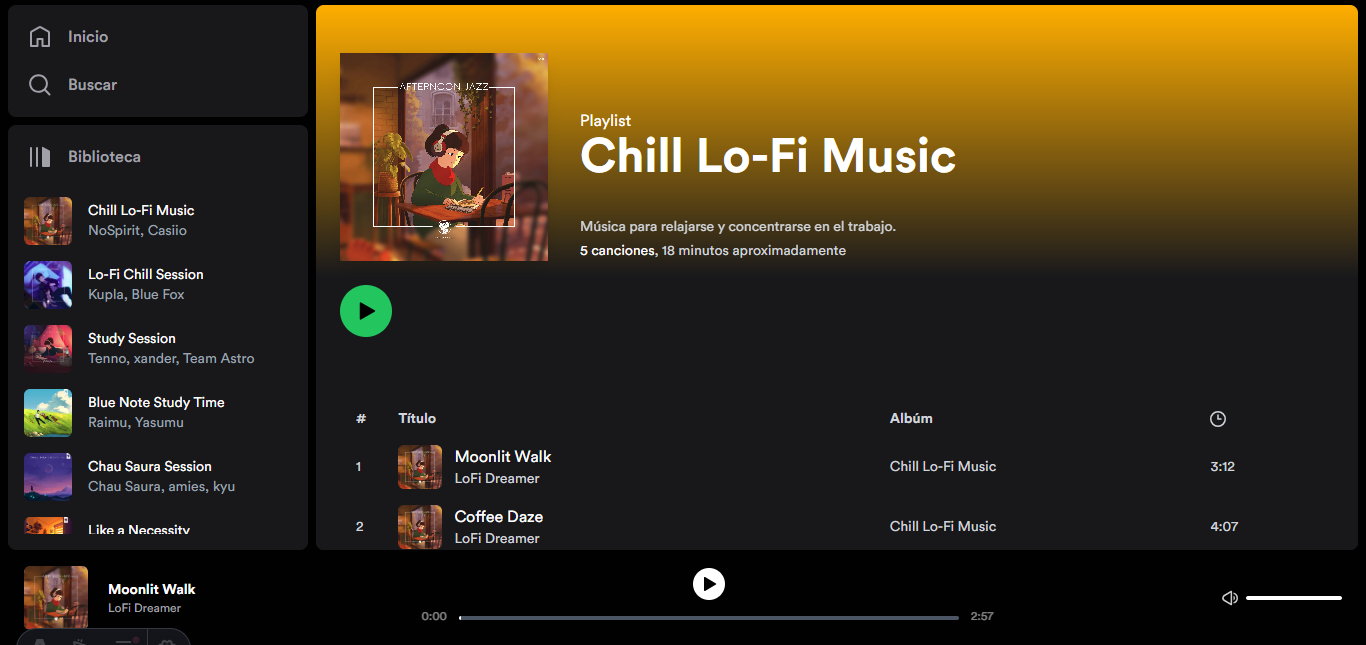 Inicio
Buscar
Biblioteca
Chill Lo-Fi Music
NoSpirit, Casiio
Lo-Fi Chill Session
Kupla, Blue Fox
Study Session
Tenno, xander, Team Astro
Blue Note Study Time
Raimu, Yasumu
Chau Saura Session
Chau Saura, amies, kyu
Like a Necessity
AFTERNOON JAZZ
Playlist
Chill Lo-Fi Music
Música para relajarse y concentrarse en el trabajo.
5 canciones, 18 minutos aproximadamente
# Título Albúm
1 Moonlit Walk Chill Lo-Fi Music 3:12
LoFi Dreamer
2 Coffee Daze Chill Lo-Fi Music 4:07
LoFi Dreamer
Moonlit Walk
LoFi Dreamer
0:00 2:57